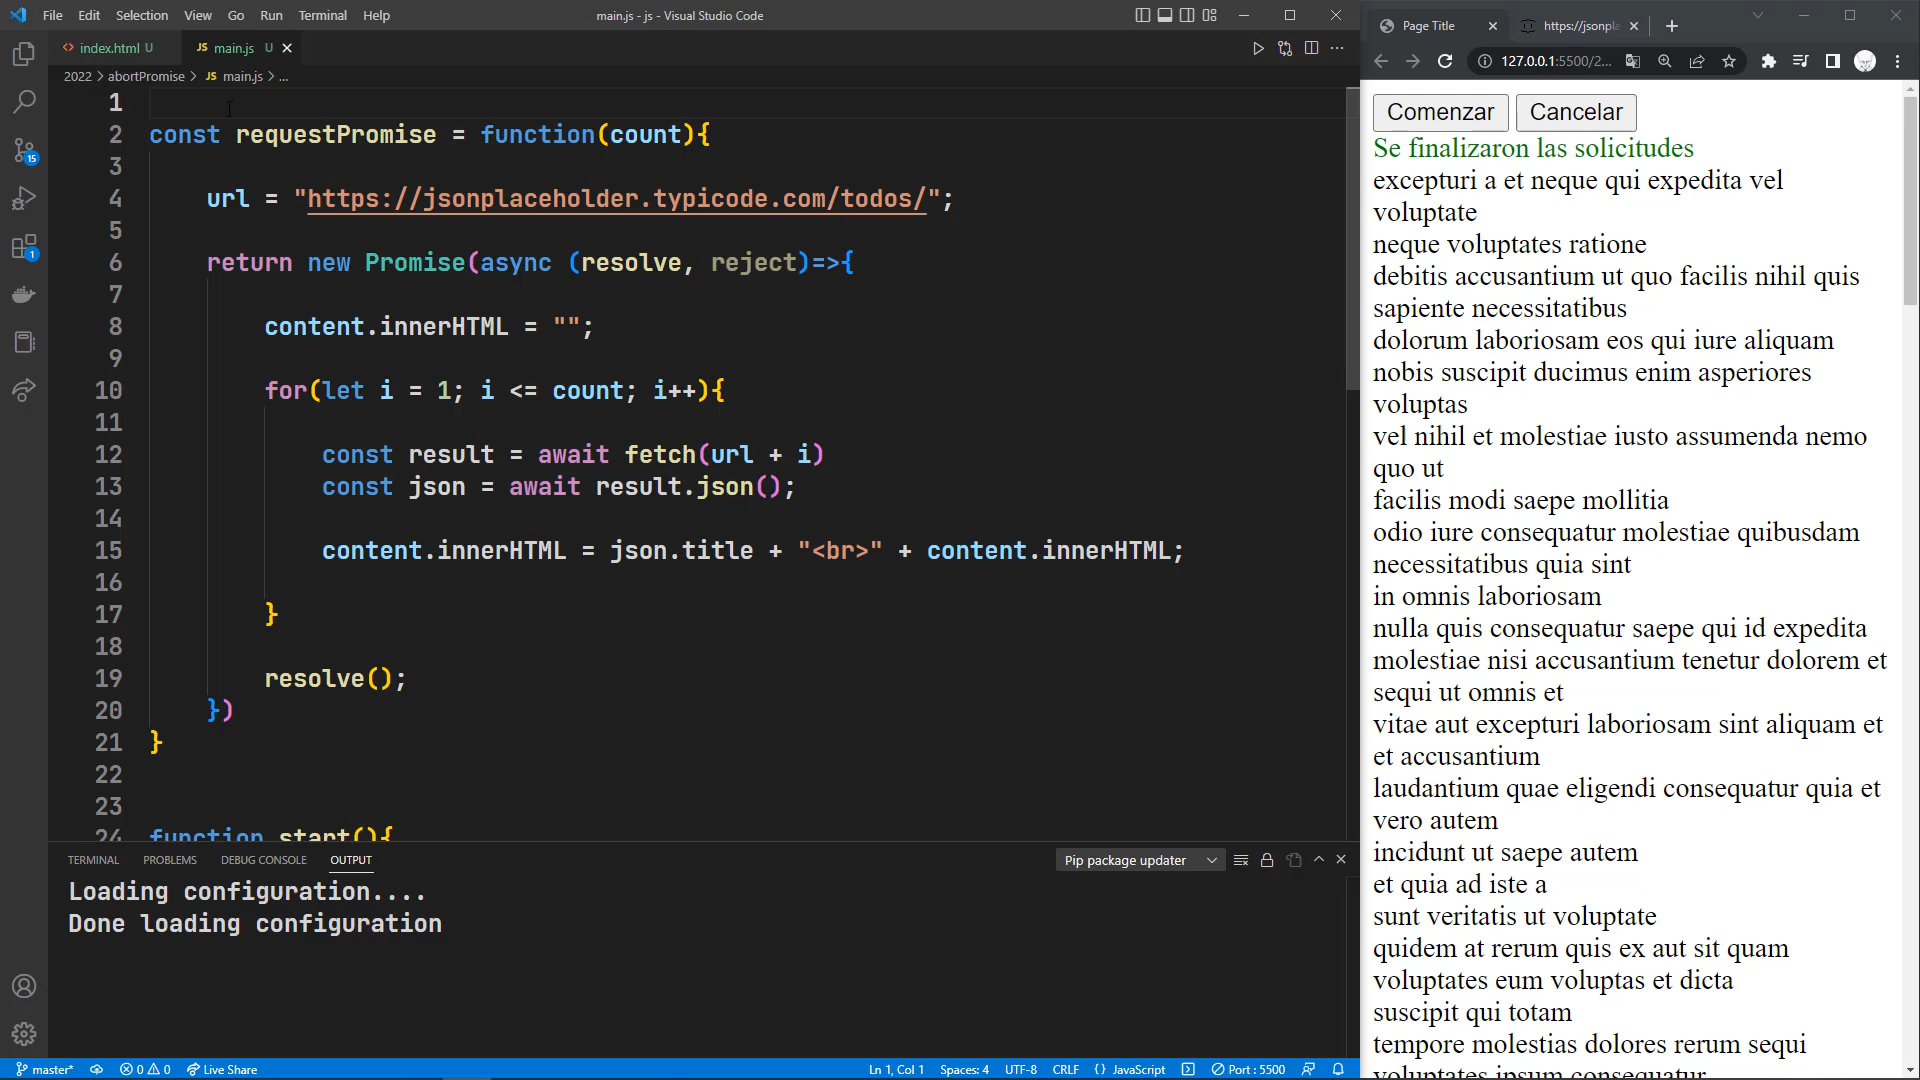 File Edit Selection View Go Run Terminal Help
main.js - js - Visual Studio Code
index.html U
JS main.js U
2022 > abortPromise > JS main.js > ...
1
2 const requestPromise = function(count){
3
4 url = "https://jsonplaceholder.typicode.com/todos/";
5
6 return new Promise(async (resolve, reject)=>{
7
8 content.innerHTML = "";
9
10 for(let i = 1; i <= count; i++){
11
12 const result = await fetch(url + i)
13 const json = await result.json();
14
15 content.innerHTML = json.title + "<br>" + content.innerHTML;
16
17 }
18
19 resolve();
20 })
21 }
22
23
24 function start(){
TERMINAL PROBLEMS DEBUG CONSOLE OUTPUT
Pip package updater
Loading configuration....
Done loading configuration
15
1
master* 0 0 Live Share
Ln 1, Col 1 Spaces: 4 UTF-8 CRLF {} JavaScript Port : 5500
Page Title
https://jsonpla
127.0.0.1:5500/2...
Comenzar Cancelar
Se finalizaron las solicitudes
excepturi a et neque qui expedita vel
voluptate
neque voluptates ratione
debitis accusantium ut quo facilis nihil quis
sapiente necessitatibus
dolorum laboriosam eos qui iure aliquam
nobis suscipit ducimus enim asperiores
voluptas
vel nihil et molestiae iusto assumenda nemo
quo ut
facilis modi saepe mollitia
odio iure consequatur molestiae quibusdam
necessitatibus quia sint
in omnis laboriosam
nulla quis consequatur saepe qui id expedita
molestiae nisi accusantium tenetur dolorem et
sequi ut omnis et
vitae aut excepturi laboriosam sint aliquam et
et accusantium
laudantium quae eligendi consequatur quia et
vero autem
incidunt ut saepe autem
et quia ad iste a
sunt veritatis ut voluptate
quidem at rerum quis ex aut sit quam
voluptates eum voluptas et dicta
suscipit qui totam
tempore molestias dolores rerum sequi
voluptates ipsum consequatur